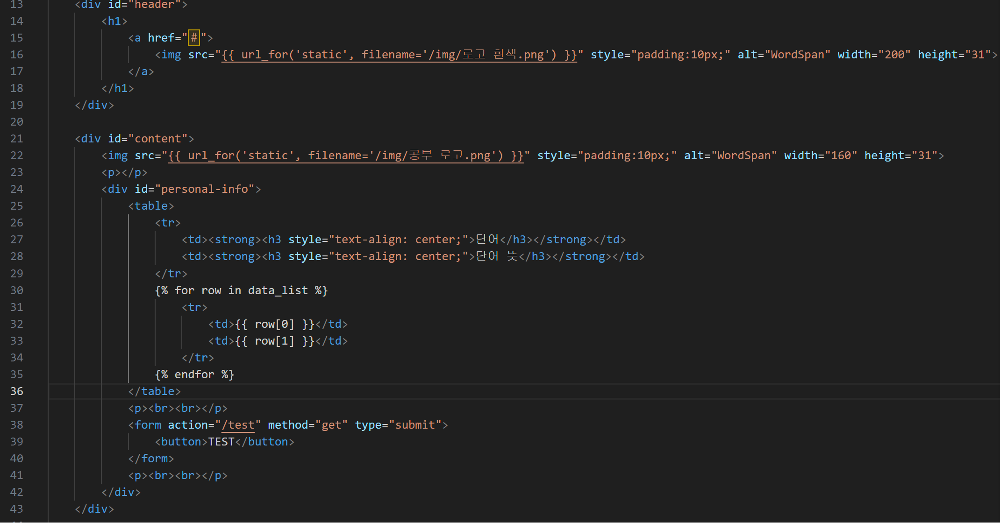 13 <div id="header">
14 <h1>
15 <a href="#">
16 <img src="{{ url_for('static', filename='/img/로고 흰색.png') }}" style="padding:10px;" alt="WordSpan" width="200" height="31">
17 </a>
18 </h1>
19 </div>
20
21 <div id="content">
22 <img src="{{ url_for('static', filename='/img/공부 로고.png') }}" style="padding:10px;" alt="WordSpan" width="160" height="31">
23 <p></p>
24 <div id="personal-info">
25 <table>
26 <tr>
27 <td><strong><h3 style="text-align: center;">단어</h3></strong></td>
28 <td><strong><h3 style="text-align: center;">단어 뜻</h3></strong></td>
29 </tr>
30 {% for row in data_list %}
31 <tr>
32 <td>{{ row[0] }}</td>
33 <td>{{ row[1] }}</td>
34 </tr>
35 {% endfor %}
36 </table>
37 <p><br><br></p>
38 <form action="/test" method="get" type="submit">
39 <button>TEST</button>
40 </form>
41 <p><br><br></p>
42 </div>
43 </div>